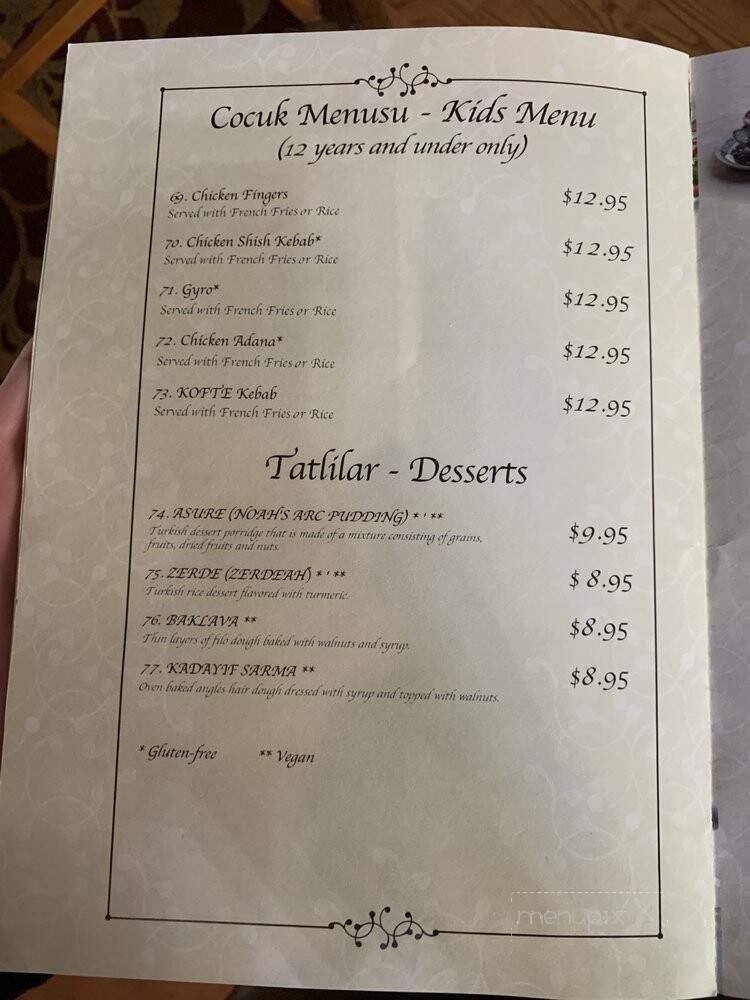 Cocuk Menusu - Kids Menu
(12 years and under only)
69. Chicken Fingers $12.95
Served with French Fries or Rice
70. Chicken Shish Kebab* $12.95
Served with French Fries or Rice
71. Gyro* $12.95
Served with French Fries or Rice
72. Chicken Adana* $12.95
Served with French Fries or Rice
73. KOFTE Kebab $12.95
Served with French Fries or Rice
Tatlilar - Desserts
74. ASURE (NOAH'S ARC PUDDING) * ' ** $9.95
Turkish dessert porridge that is made of a mixture consisting of grains,
fruits, dried fruits and nuts.
75. ZERDE (ZERDEAH) * ' ** $ 8.95
Turkish rice dessert flavored with turmeric.
76. BAKLAVA ** $8.95
Thin layers of filo dough baked with walnuts and syrup.
77. KADAYIF SARMA ** $8.95
Oven baked angles hair dough dressed with syrup and topped with walnuts.
* Gluten-free ** Vegan
menupix